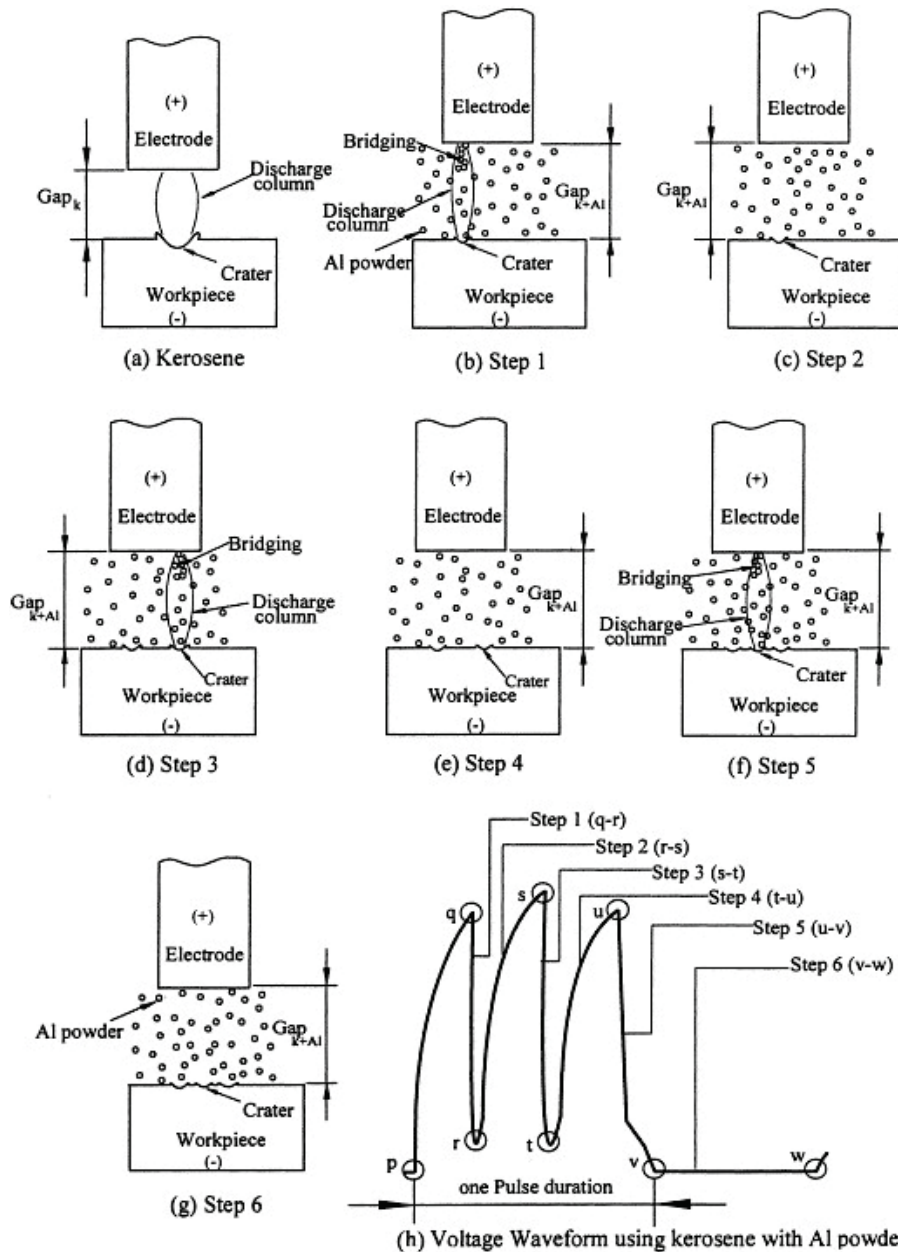 (+)
Electrode
Discharge
column
Gap k
Crater
Workpiece
(-)
(a) Kerosene
(+)
Electrode
Bridging
Discharge
column
Al powder
Gap k+Al
Crater
Workpiece
(-)
(b) Step 1
(+)
Electrode
Gap k+Al
Crater
Workpiece
(-)
(c) Step 2
(+)
Electrode
Bridging
Gap k+Al
Discharge
column
Crater
Workpiece
(-)
(d) Step 3
(+)
Electrode
Gap k+Al
Crater
Workpiece
(-)
(e) Step 4
(+)
Electrode
Bridging
Discharge
column
Gap k+Al
Crater
Workpiece
(-)
(f) Step 5
(+)
Electrode
Al powder
Gap k+Al
Crater
Workpiece
(-)
(g) Step 6
Step 1 (q-r)
Step 2 (r-s)
Step 3 (s-t)
Step 4 (t-u)
Step 5 (u-v)
Step 6 (v-w)
q
s
u
p
r
t
v
w
one Pulse duration
(h) Voltage Waveform using kerosene with Al powde